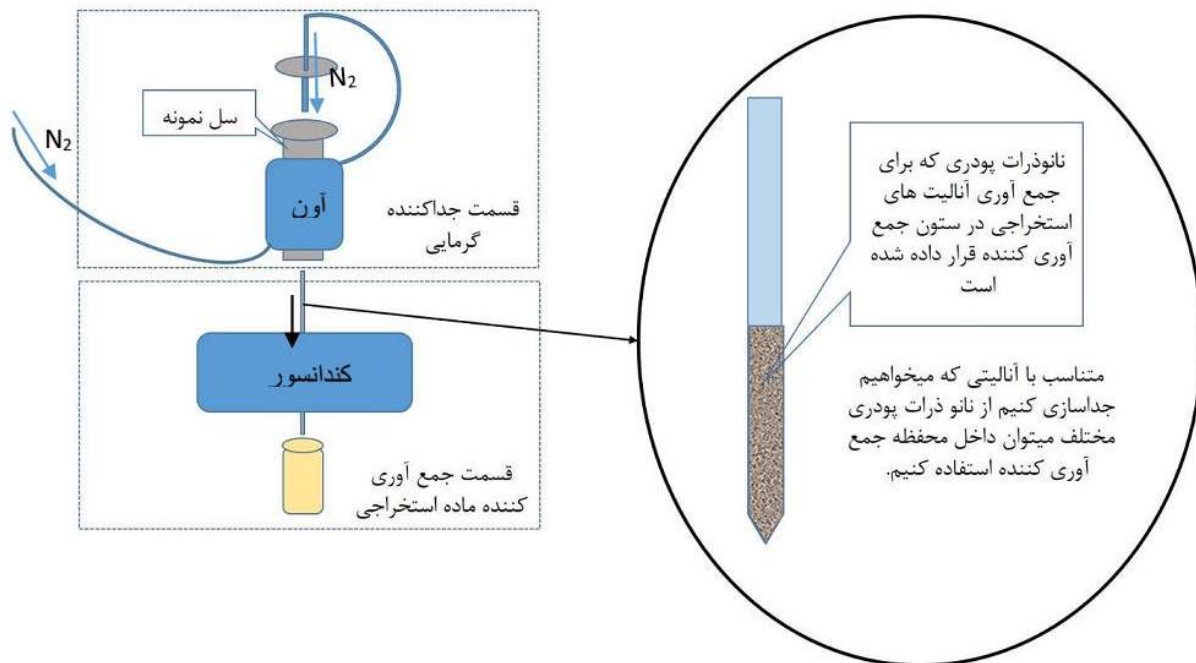 N₂
سل نمونه
N₂
آون
قسمت جداکننده
گرمایی
کندانسور
قسمت جمع آوری
کننده ماده استخراجی
نانوذرات پودری که برای
جمع آوری آنالیت های
استخراجی در ستون جمع
آوری کننده قرار داده شده
است
متناسب با آنالیتی که میخواهیم
جداسازی کنیم از نانو ذرات پودری
مختلف میتوان داخل محفظه جمع
آوری کننده استفاده کنیم.